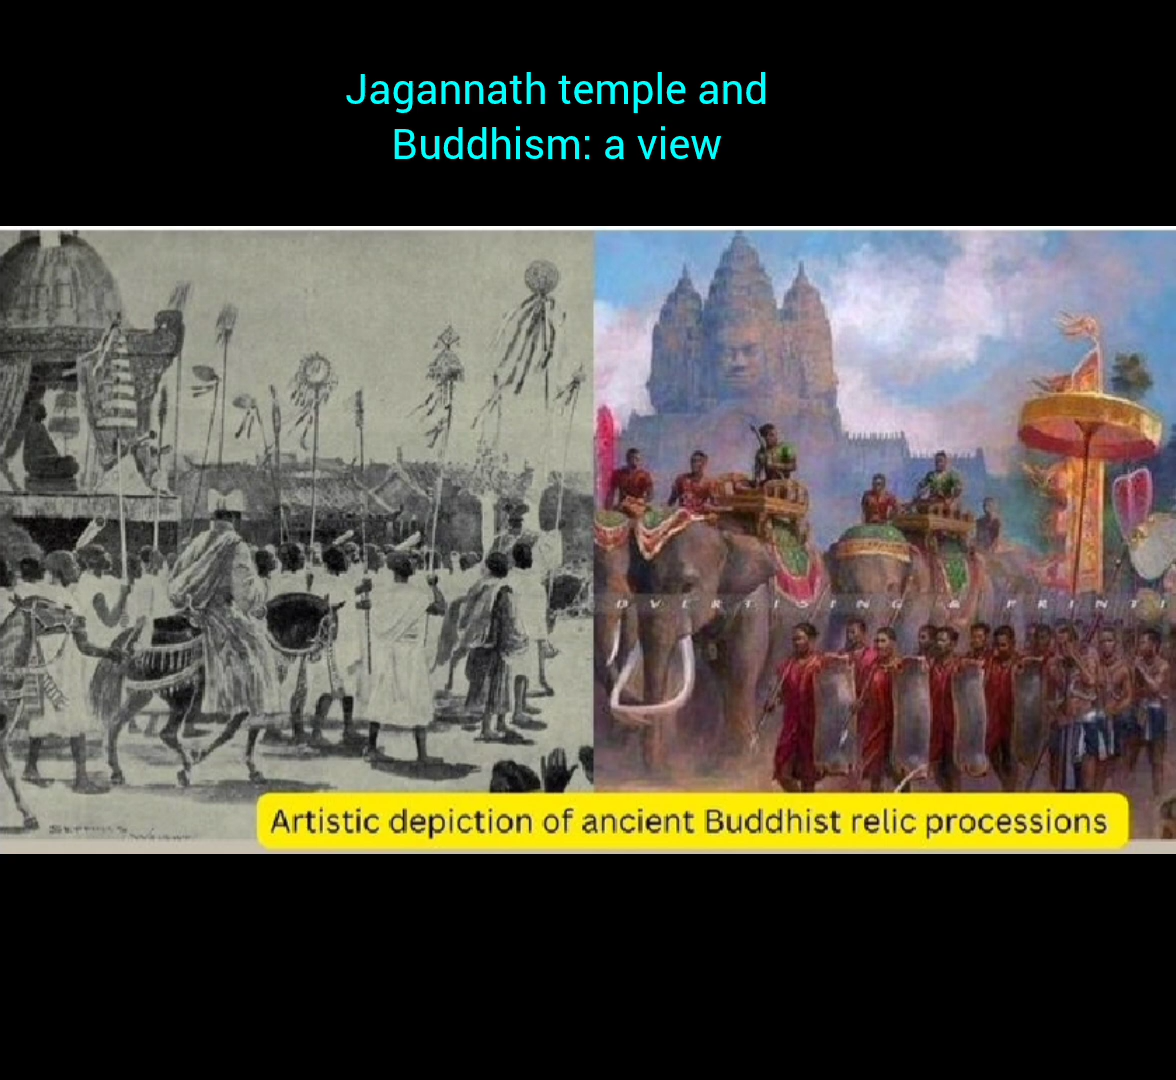 Jagannath temple and
Buddhism: a view
Artistic depiction of ancient Buddhist relic processions